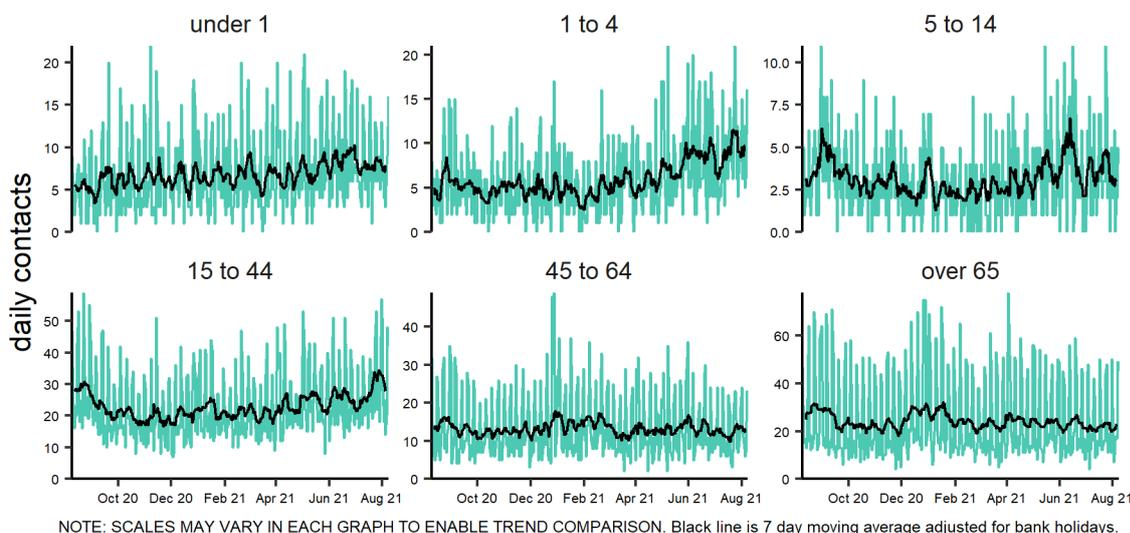 under 1
1 to 4
5 to 14
20
15
10
5
0
20
15
10
5
0
10.0
7.5
5.0
2.5
0.0
daily contacts
15 to 44
45 to 64
over 65
50
40
30
20
10
0
40
30
20
10
0
60
40
20
0
Oct 20 Dec 20 Feb 21 Apr 21 Jun 21 Aug 21
Oct 20 Dec 20 Feb 21 Apr 21 Jun 21 Aug 21
Oct 20 Dec 20 Feb 21 Apr 21 Jun 21 Aug 21
NOTE: SCALES MAY VARY IN EACH GRAPH TO ENABLE TREND COMPARISON. Black line is 7 day moving average adjusted for bank holidays.